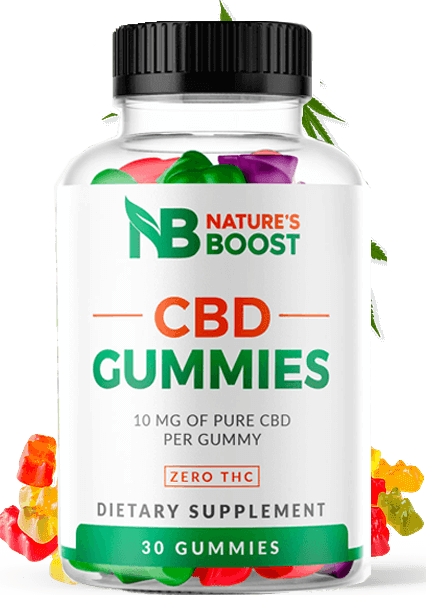 NB NATURE'S
BOOST
CBD
GUMMIES
10 MG OF PURE CBD
PER GUMMY
ZERO THC
DIETARY SUPPLEMENT
30 GUMMIES